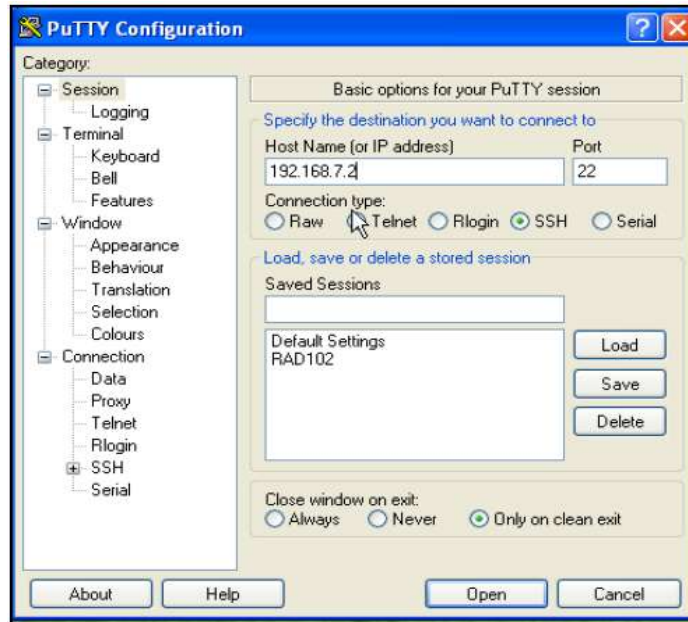 PuTTY Configuration
Category:
Session
Logging
Terminal
Keyboard
Bell
Features
Window
Appearance
Behaviour
Translation
Selection
Colours
Connection
Data
Proxy
Telnet
Rlogin
SSH
Serial
Basic options for your PuTTY session
Specify the destination you want to connect to
Host Name (or IP address) Port
192.168.7.2 22
Connection type:
Raw Telnet Rlogin SSH Serial
Load, save or delete a stored session
Saved Sessions
Default Settings
RAD102
Load
Save
Delete
Close window on exit:
Always Never Only on clean exit
About Help Open Cancel